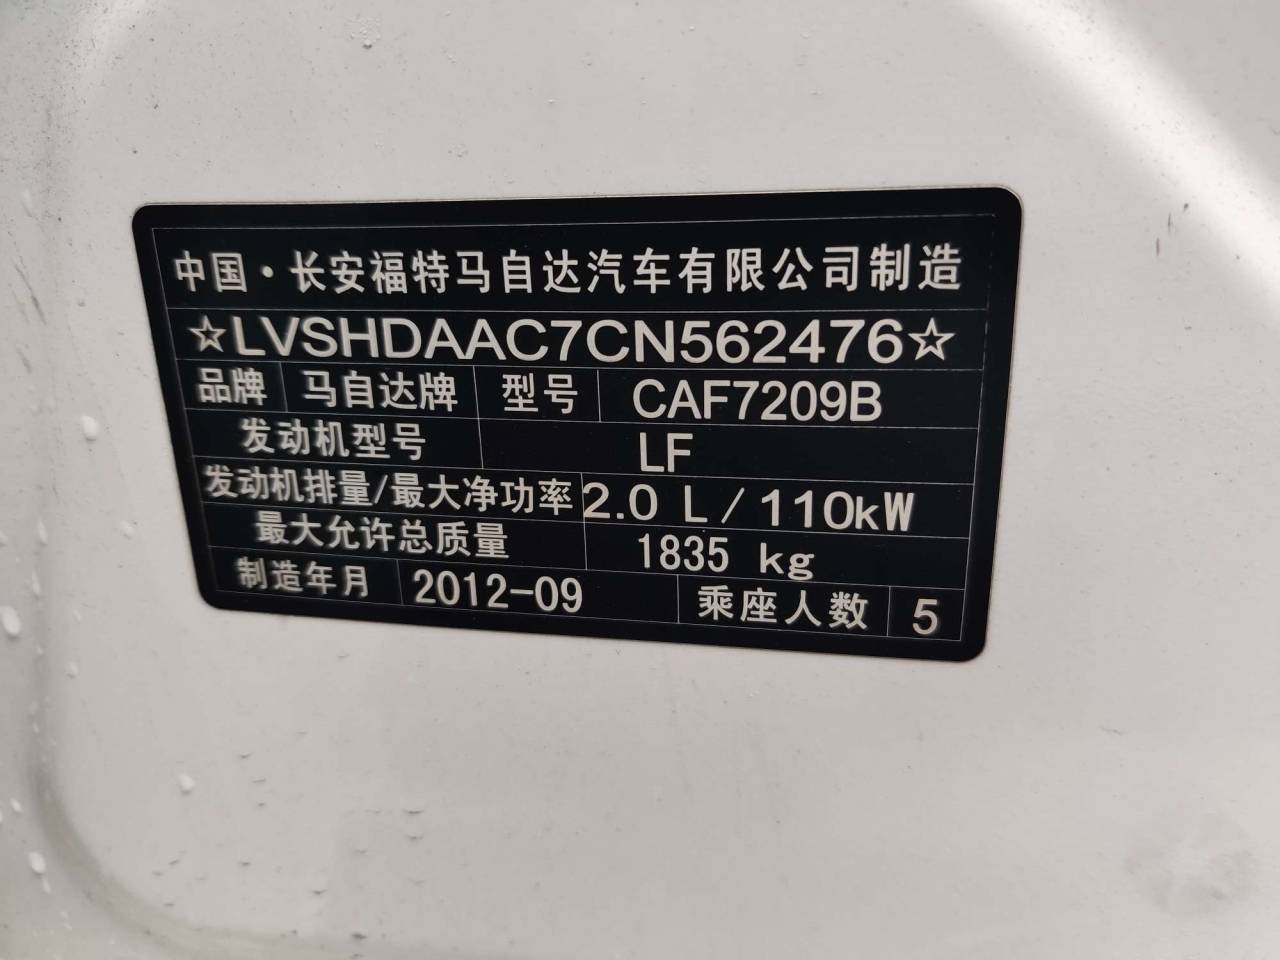 中国·长安福特马自达汽车有限公司制造
☆LVSHDAAC7CN562476☆
品牌 马自达牌 型号 CAF7209B
发动机型号 LF
发动机排量/最大净功率 2.0 L / 110kW
最大允许总质量 1835 kg
制造年月 2012-09 乘座人数 5